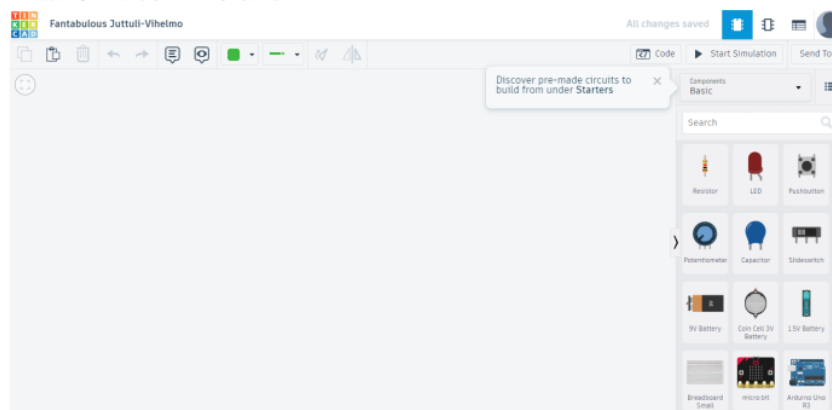 TIN
KER
CAD
Fantabulous Juttuli-Vihelmo
All changes saved
Code
Start Simulation
Send To
Discover pre-made circuits to
build from under Starters
Components
Basic
Search
Resistor
LED
Pushbutton
Potentiometer
Capacitor
Slideswitch
9V Battery
Coin Cell 3V
Battery
1.5V Battery
Breadboard
Small
micro:bit
Arduino Uno
R3